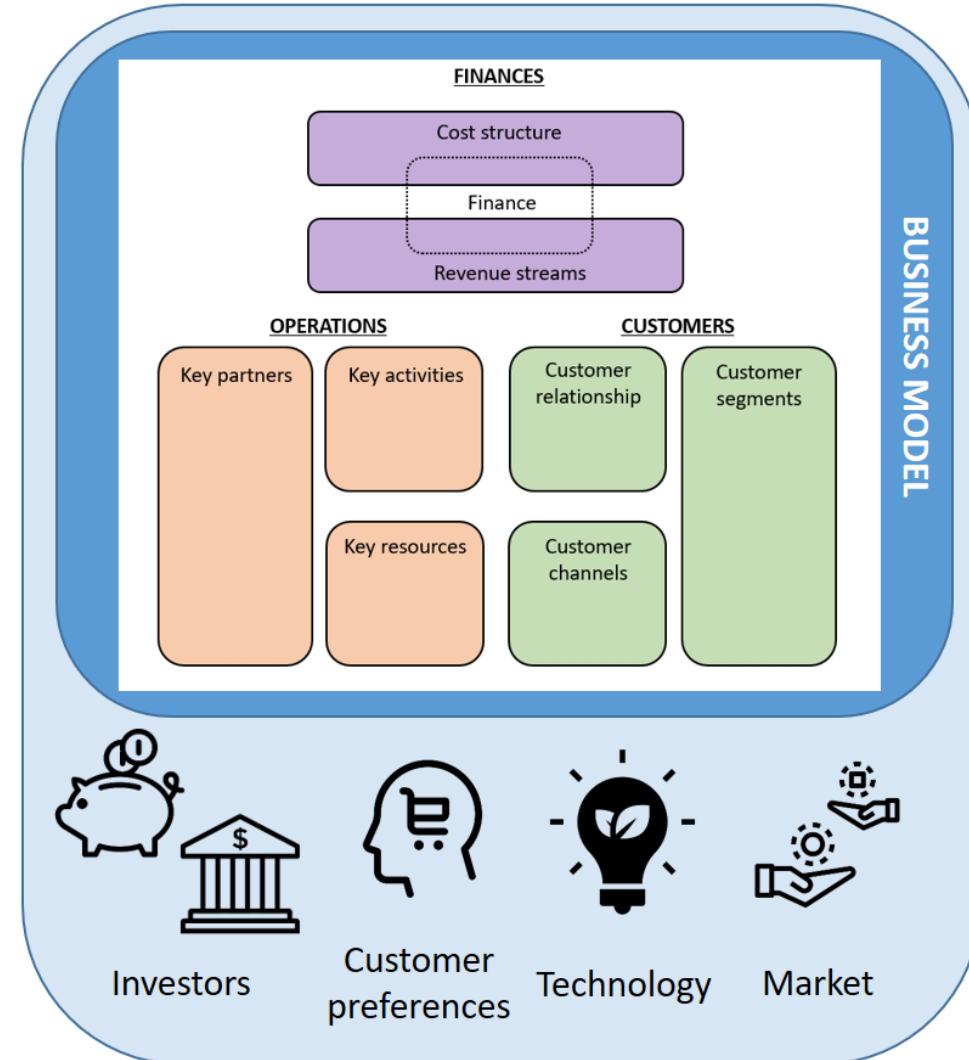 FINANCES
Cost structure
Finance
Revenue streams
BUSINESS MODEL
OPERATIONS
CUSTOMERS
Key partners
Key activities
Customer
relationship
Customer
segments
Key resources
Customer
channels
$
Investors
Customer
preferences
Technology
Market